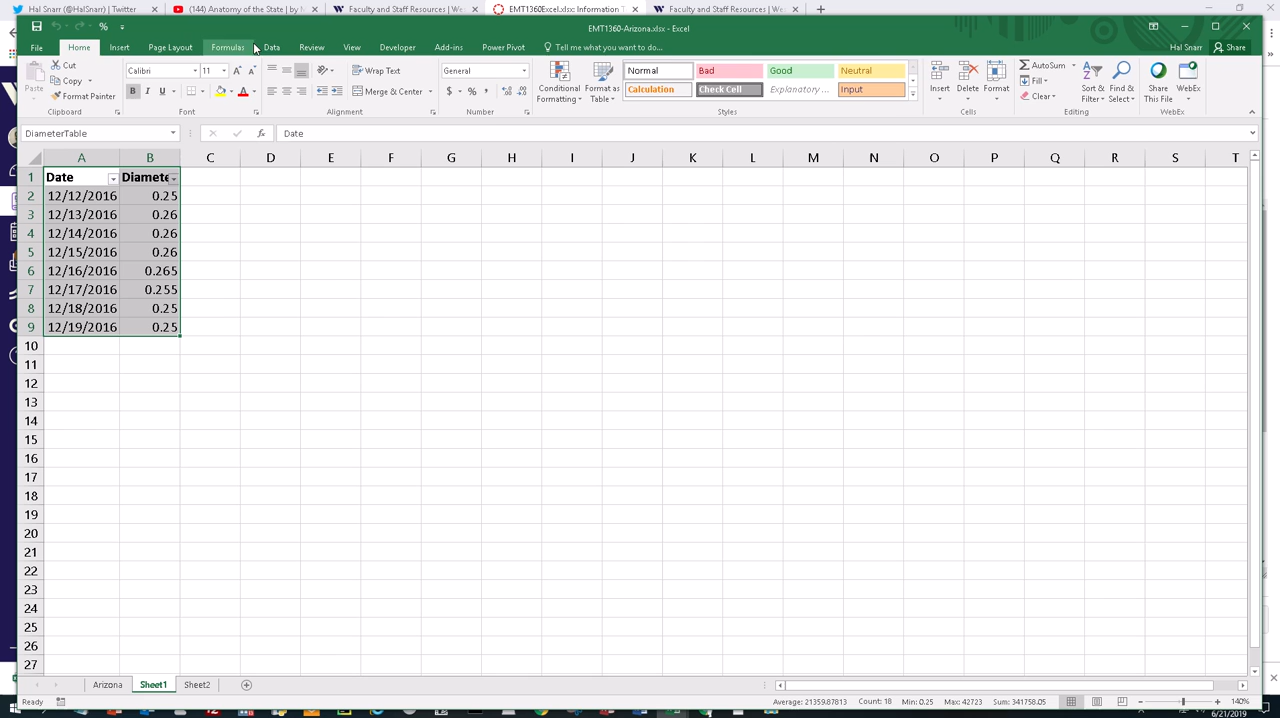 Hal Snarr (@HalSnarr) | Twitter × (144) Anatomy of the State | by × Faculty and Staff Resources | Wes × EMT1360Excel.xlsx: Information T × Faculty and Staff Resources | Wes × +
EMT1360-Arizona.xlsx - Excel
File Home Insert Page Layout Formulas Data Review View Developer Add-ins Power Pivot Tell me what you want to do... Hal Snarr Share
Paste Cut Copy Format Painter
Calibri 11 B I U A
Wrap Text Merge & Center
General $ % ,
Conditional Formatting Format as Table
Normal Bad Good Neutral
Calculation Check Cell Explanatory ... Input
Insert Delete Format
AutoSum Fill Clear
Sort & Filter Find & Select
Share This File WebEx
Clipboard Font Alignment Number Styles Cells Editing WebEx
DiameterTable fx Date
A B C D E F G H I J K L M N O P Q R S T
1 Date Diamete
2 12/12/2016 0.25
3 12/13/2016 0.26
4 12/14/2016 0.26
5 12/15/2016 0.26
6 12/16/2016 0.265
7 12/17/2016 0.255
8 12/18/2016 0.25
9 12/19/2016 0.25
10
11
12
13
14
15
16
17
18
19
20
21
22
23
24
25
26
27
Arizona Sheet1 Sheet2
Ready Average: 21359.87813 Count: 18 Min: 0.25 Max: 42723 Sum: 341758.05 140%
6/21/2019